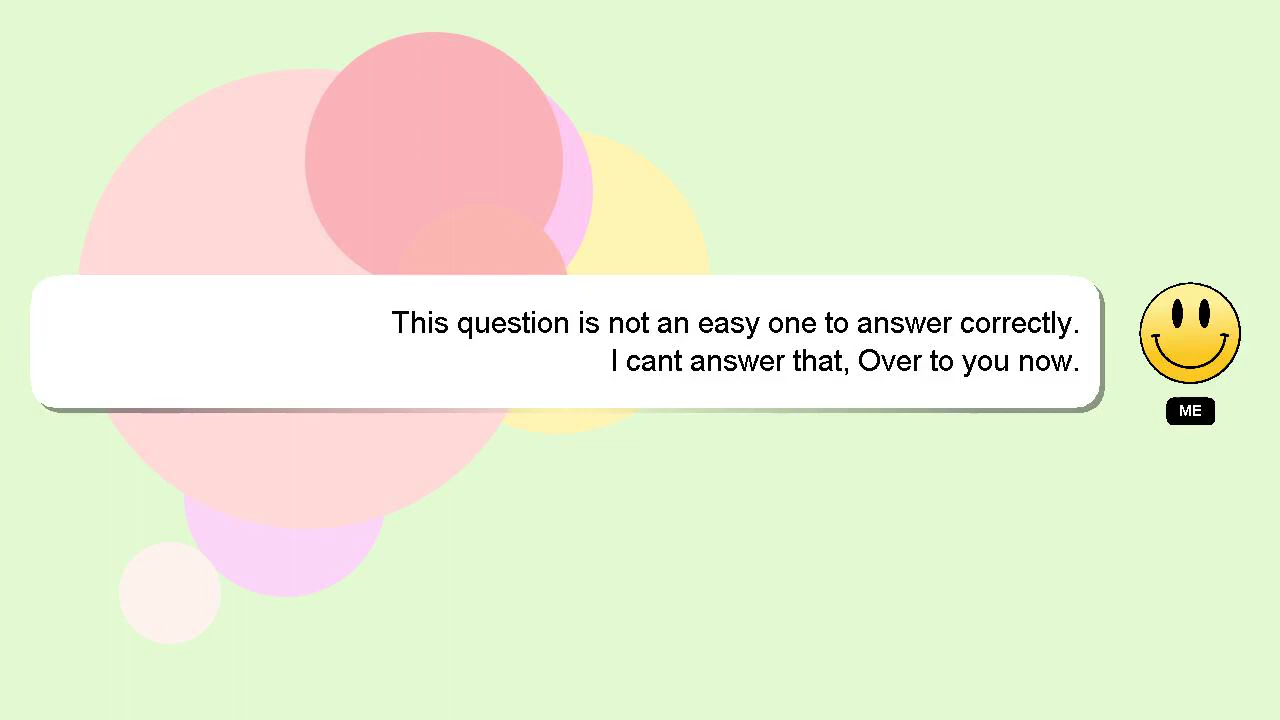 This question is not an easy one to answer correctly.
I cant answer that, Over to you now.
ME